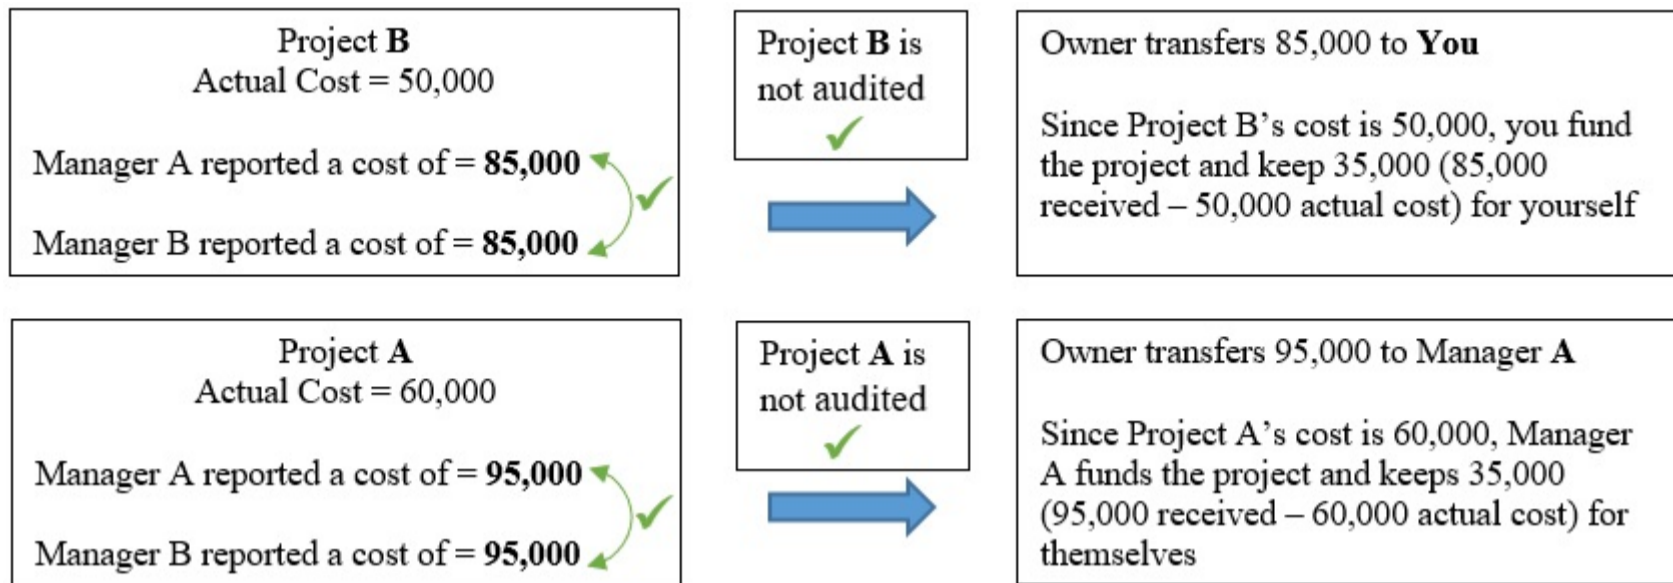 Project B
Actual Cost = 50,000
Manager A reported a cost of = 85,000
Manager B reported a cost of = 85,000
Project B is
not audited
Owner transfers 85,000 to You
Since Project B’s cost is 50,000, you fund
the project and keep 35,000 (85,000
received – 50,000 actual cost) for yourself
Project A
Actual Cost = 60,000
Manager A reported a cost of = 95,000
Manager B reported a cost of = 95,000
Project A is
not audited
Owner transfers 95,000 to Manager A
Since Project A’s cost is 60,000, Manager
A funds the project and keeps 35,000
(95,000 received – 60,000 actual cost) for
themselves